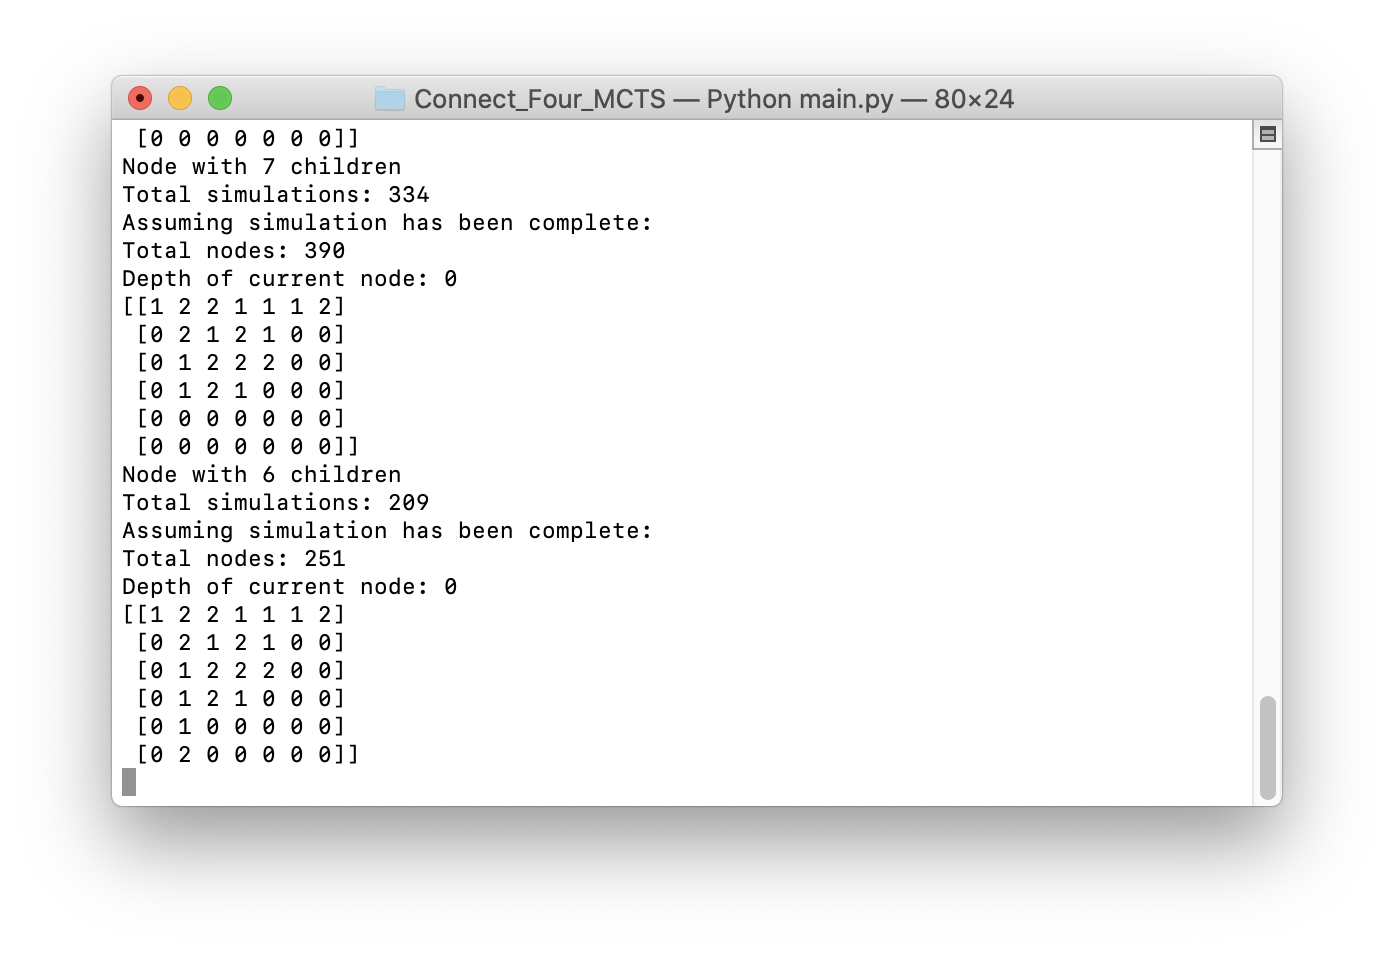 Connect_Four_MCTS — Python main.py — 80×24
[0 0 0 0 0 0 0]]
Node with 7 children
Total simulations: 334
Assuming simulation has been complete:
Total nodes: 390
Depth of current node: 0
[[1 2 2 1 1 1 2]
[0 2 1 2 1 0 0]
[0 1 2 2 2 0 0]
[0 1 2 1 0 0 0]
[0 0 0 0 0 0 0]
[0 0 0 0 0 0 0]]
Node with 6 children
Total simulations: 209
Assuming simulation has been complete:
Total nodes: 251
Depth of current node: 0
[[1 2 2 1 1 1 2]
[0 2 1 2 1 0 0]
[0 1 2 2 2 0 0]
[0 1 2 1 0 0 0]
[0 1 0 0 0 0 0]
[0 2 0 0 0 0 0]]